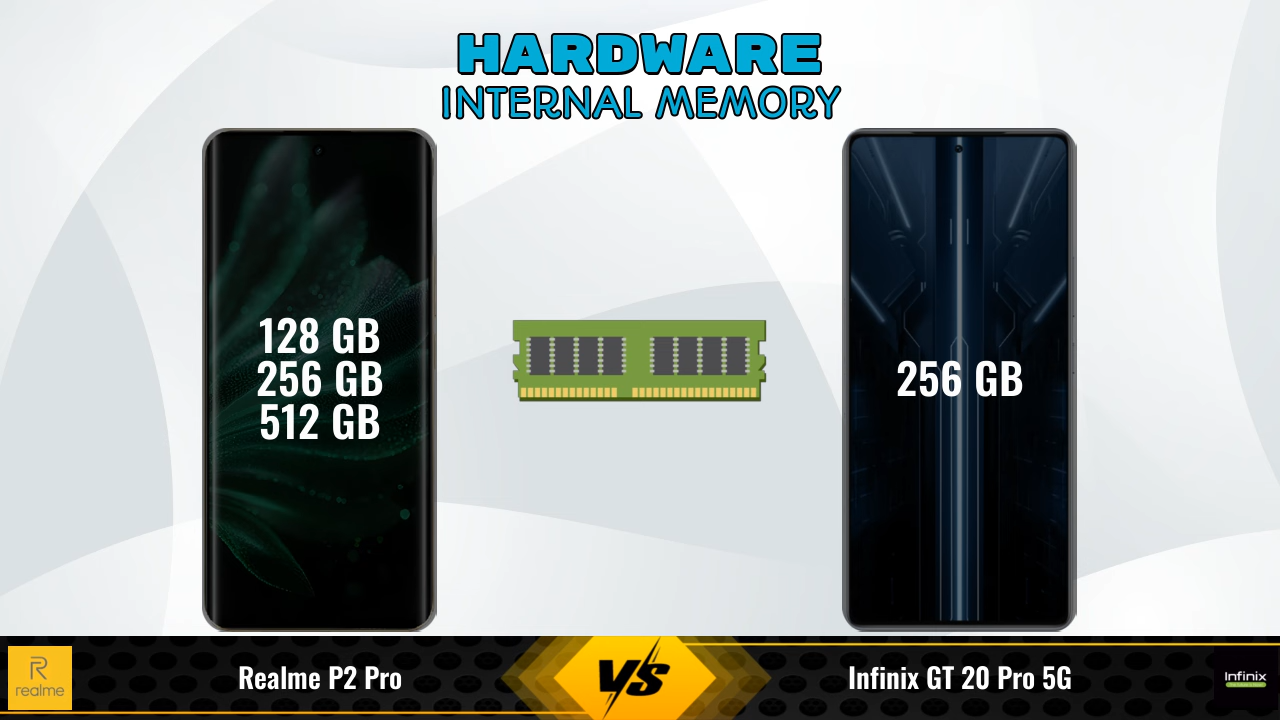 HARDWARE
INTERNAL MEMORY
128 GB
256 GB
512 GB
256 GB
realme
Realme P2 Pro
VS
Infinix GT 20 Pro 5G
Infinix